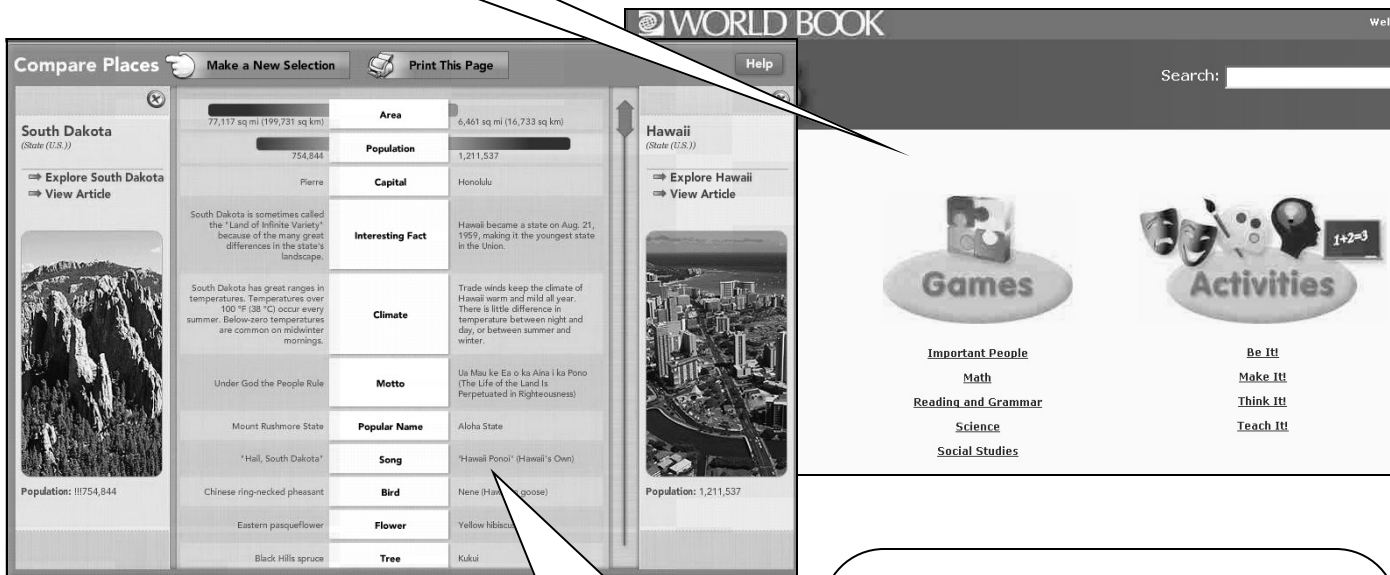 WORLD BOOK
Wel
Search:
Compare Places
Make a New Selection
Print This Page
Help
South Dakota
(State (U.S.))
Explore South Dakota
View Article
Population: !!!754,844
77,117 sq mi (199,731 sq km)
Area
6,461 sq mi (16,733 sq km)
754,844
Population
1,211,537
Pierre
Capital
Honolulu
South Dakota is sometimes called
the "Land of Infinite Variety"
because of the many great
differences in the state's
landscape.
Interesting Fact
Hawaii became a state on Aug. 21,
1959, making it the youngest state
in the Union.
South Dakota has great ranges in
temperatures. Temperatures over
100 °F (38 °C) occur every
summer. Below-zero temperatures
are common on midwinter
mornings.
Climate
Trade winds keep the climate of
Hawaii warm and mild all year.
There is little difference in
temperature between night and
day, or between summer and
winter.
Under God the People Rule
Motto
Ua Mau ke Ea o ka Aina i ka Pono
(The Life of the Land Is
Perpetuated in Righteousness)
Mount Rushmore State
Popular Name
Aloha State
"Hail, South Dakota"
Song
"Hawaii Ponoi" (Hawaii's Own)
Chinese ring-necked pheasant
Bird
Nene (Haw goose)
Eastern pasqueflower
Flower
Yellow hibiscu
Black Hills spruce
Tree
Kukui
Hawaii
(State (U.S.))
Explore Hawaii
View Article
Population: 1,211,537
Games
Important People
Math
Reading and Grammar
Science
Social Studies
1+2=3
Activities
Be It!
Make It!
Think It!
Teach It!